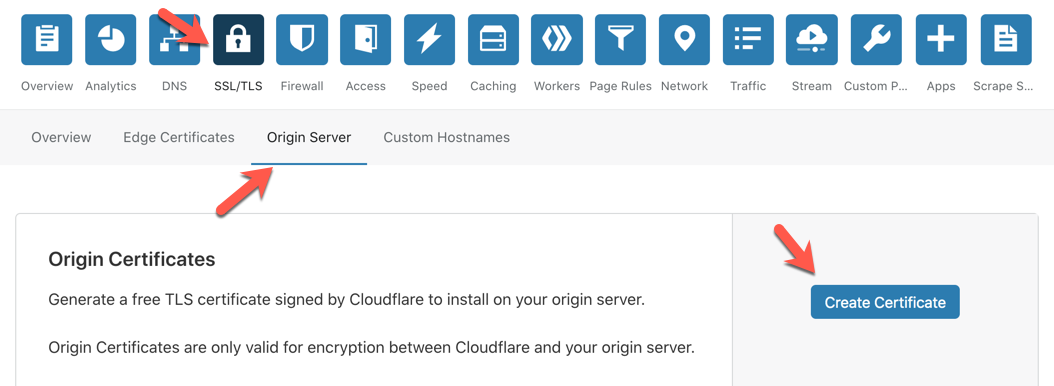 Overview Analytics DNS SSL/TLS Firewall Access Speed Caching Workers Page Rules Network Traffic Stream Custom P... Apps Scrape S...
Overview Edge Certificates Origin Server Custom Hostnames
Origin Certificates
Generate a free TLS certificate signed by Cloudflare to install on your origin server.
Create Certificate
Origin Certificates are only valid for encryption between Cloudflare and your origin server.